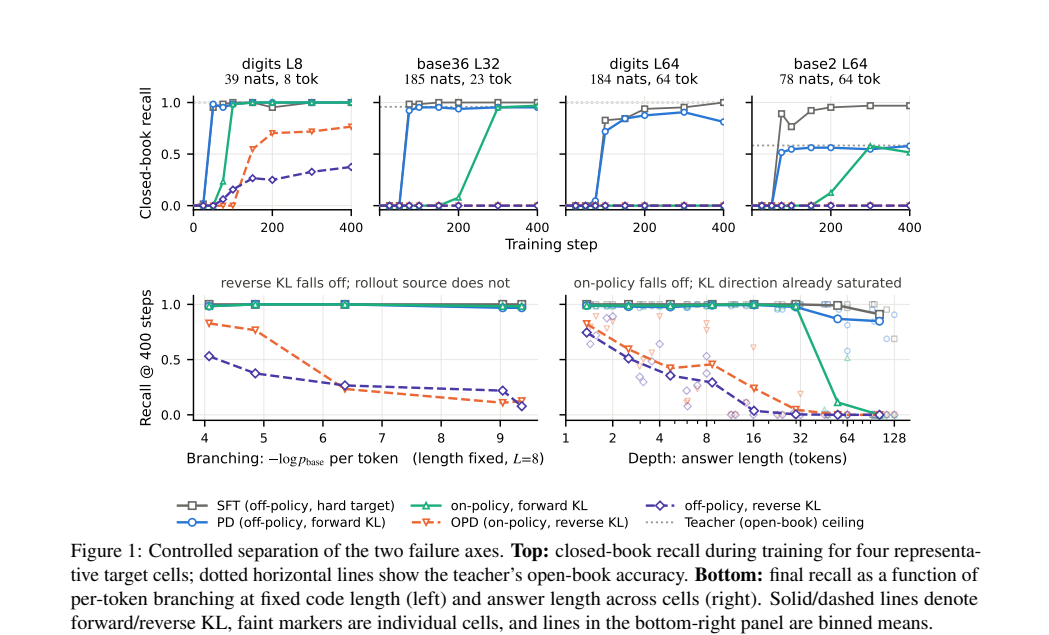 digits L8
39 nats, 8 tok
base36 L32
185 nats, 23 tok
digits L64
184 nats, 64 tok
base2 L64
78 nats, 64 tok
Closed-book recall
1.0
0.5
0.0
0 200 400
200 400
200 400
200 400
Training step
reverse KL falls off; rollout source does not
on-policy falls off; KL direction already saturated
Recall @ 400 steps
1.0
0.5
0.0
4 5 6 7 8 9
1 2 4 8 16 32 64 128
Branching: −log p_base per token (length fixed, L=8)
Depth: answer length (tokens)
SFT (off-policy, hard target)
PD (off-policy, forward KL)
on-policy, forward KL
OPD (on-policy, reverse KL)
off-policy, reverse KL
Teacher (open-book) ceiling
Figure 1: Controlled separation of the two failure axes. Top: closed-book recall during training for four representa-
tive target cells; dotted horizontal lines show the teacher's open-book accuracy. Bottom: final recall as a function of
per-token branching at fixed code length (left) and answer length across cells (right). Solid/dashed lines denote
forward/reverse KL, faint markers are individual cells, and lines in the bottom-right panel are binned means.